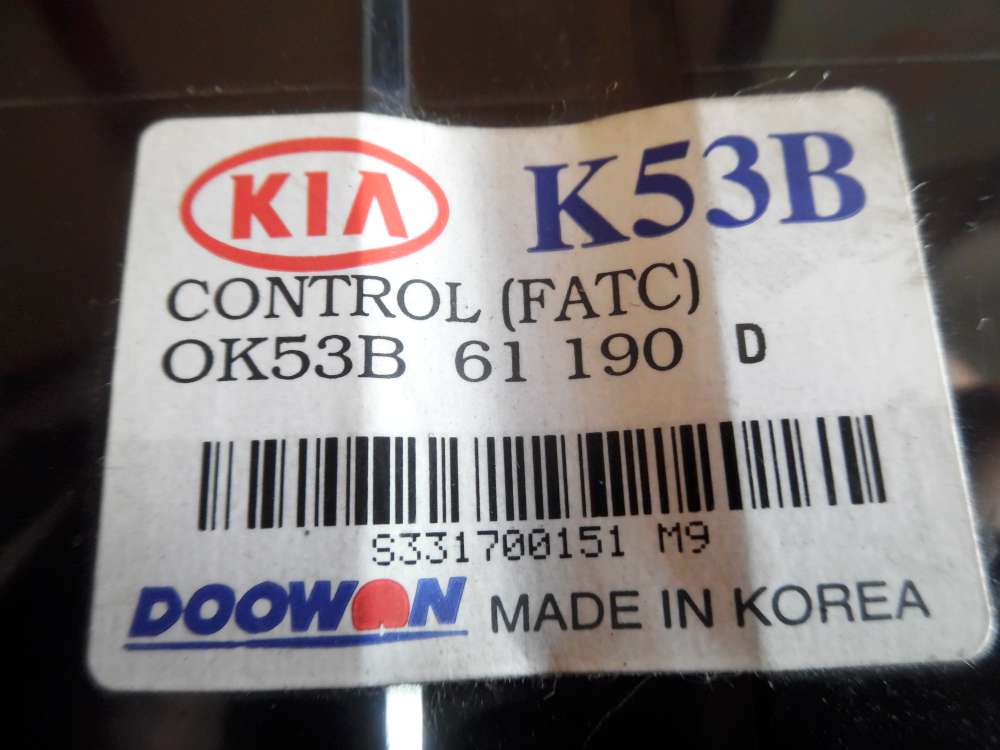 KIA K53B
CONTROL (FATC)
OK53B 61 190 D
S331700151 M9
DOOWON MADE IN KOREA